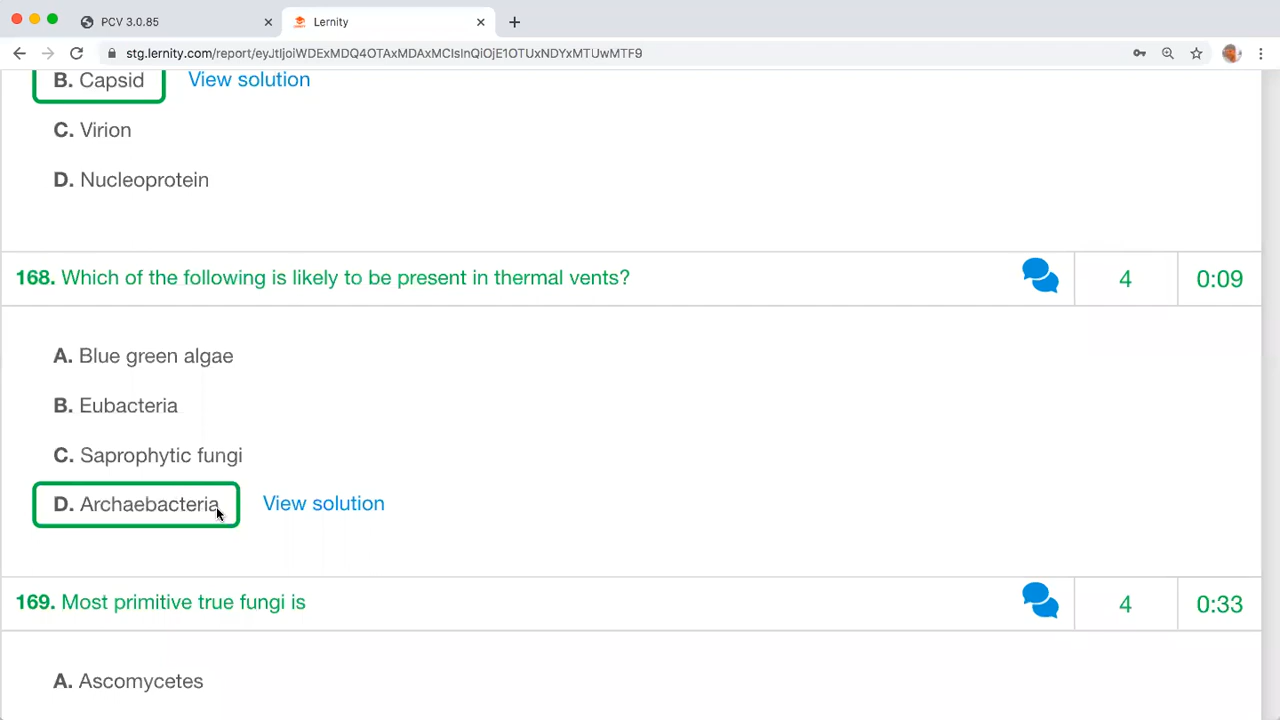 PCV 3.0.85
Lernity
stg.lernity.com/report/eyJtIjoiWDExMDQ4OTAxMDAxMCIsInQiOjE1OTUxNDYxMTUwMTF9
B. Capsid View solution
C. Virion
D. Nucleoprotein
168. Which of the following is likely to be present in thermal vents? 4 0:09
A. Blue green algae
B. Eubacteria
C. Saprophytic fungi
D. Archaebacteria View solution
169. Most primitive true fungi is 4 0:33
A. Ascomycetes